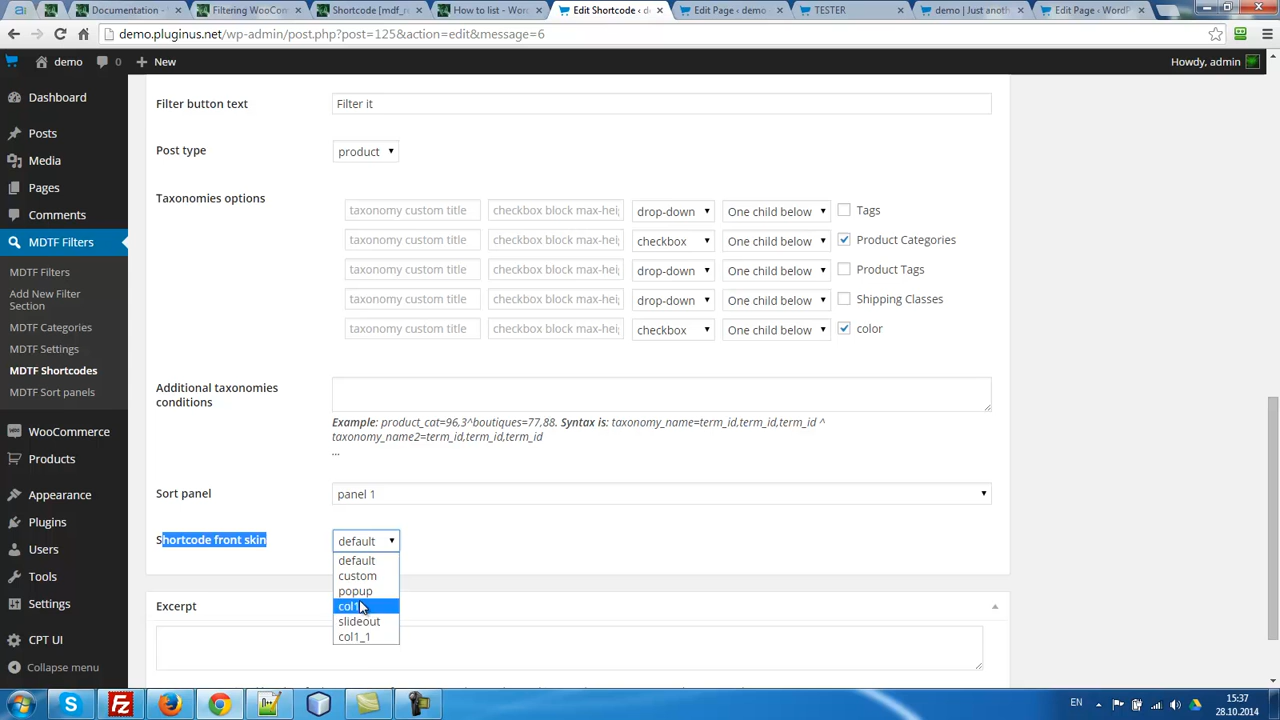 Documentation -
Filtering WooCom
Shortcode [mdf_re
How to list - Wor
Edit Shortcode ‹ d
Edit Page ‹ demo
TESTER
demo | Just anoth
Edit Page ‹ WordP
demo.pluginus.net/wp-admin/post.php?post=125&action=edit&message=6
demo
0
New
Howdy, admin
Dashboard
Posts
Media
Pages
Comments
MDTF Filters
MDTF Filters
Add New Filter
Section
MDTF Categories
MDTF Settings
MDTF Shortcodes
MDTF Sort panels
WooCommerce
Products
Appearance
Plugins
Users
Tools
Settings
CPT UI
Collapse menu
Filter button text
Filter it
Post type
product
Taxonomies options
taxonomy custom title checkbox block max-hei drop-down One child below Tags
taxonomy custom title checkbox block max-hei checkbox One child below Product Categories
taxonomy custom title checkbox block max-hei drop-down One child below Product Tags
taxonomy custom title checkbox block max-hei drop-down One child below Shipping Classes
taxonomy custom title checkbox block max-hei checkbox One child below color
Additional taxonomies
conditions
Example: product_cat=96,3^boutiques=77,88. Syntax is: taxonomy_name=term_id,term_id,term_id ^
taxonomy_name2=term_id,term_id,term_id
...
Sort panel
panel 1
Shortcode front skin
default
default
custom
popup
col1
slideout
col1_1
Excerpt
EN
15:37
28.10.2014